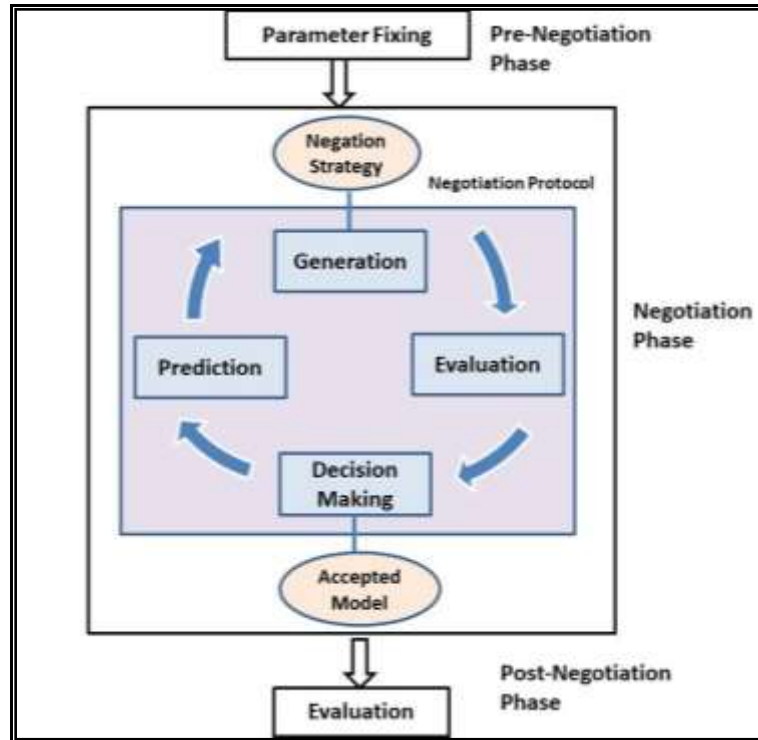 Parameter Fixing
Pre-Negotiation
Phase
Negation
Strategy
Negotiation Protocol
Generation
Negotiation
Phase
Prediction
Evaluation
Decision
Making
Accepted
Model
Post-Negotiation
Phase
Evaluation